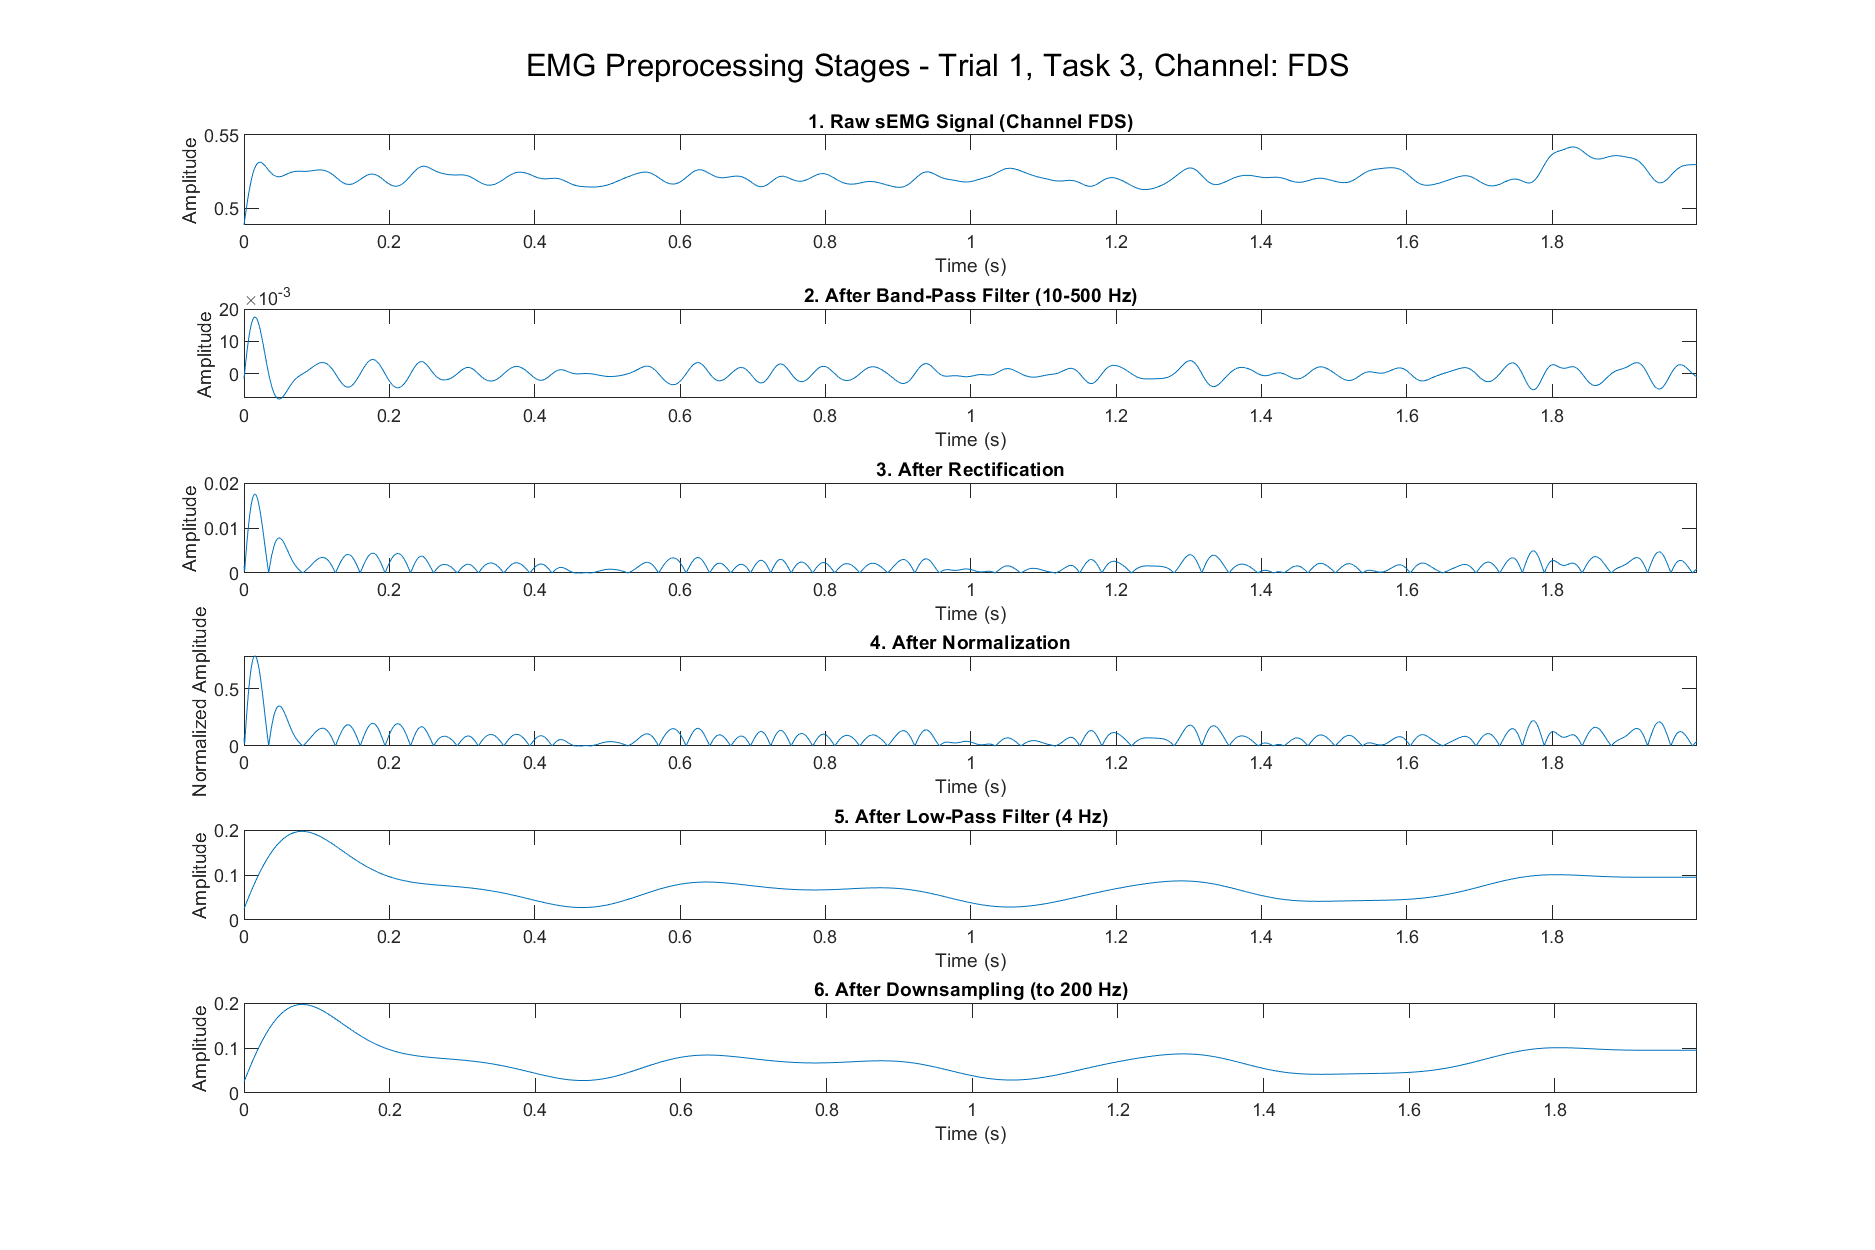 EMG Preprocessing Stages - Trial 1, Task 3, Channel: FDS
1. Raw sEMG Signal (Channel FDS)
Amplitude
0.55
0.5
0 0.2 0.4 0.6 0.8 1 1.2 1.4 1.6 1.8
Time (s)
2. After Band-Pass Filter (10-500 Hz)
×10-3
Amplitude
20
10
0
0 0.2 0.4 0.6 0.8 1 1.2 1.4 1.6 1.8
Time (s)
3. After Rectification
Amplitude
0.02
0.01
0
0 0.2 0.4 0.6 0.8 1 1.2 1.4 1.6 1.8
Time (s)
4. After Normalization
Normalized Amplitude
0.5
0
0 0.2 0.4 0.6 0.8 1 1.2 1.4 1.6 1.8
Time (s)
5. After Low-Pass Filter (4 Hz)
Amplitude
0.2
0.1
0
0 0.2 0.4 0.6 0.8 1 1.2 1.4 1.6 1.8
Time (s)
6. After Downsampling (to 200 Hz)
Amplitude
0.2
0.1
0
0 0.2 0.4 0.6 0.8 1 1.2 1.4 1.6 1.8
Time (s)